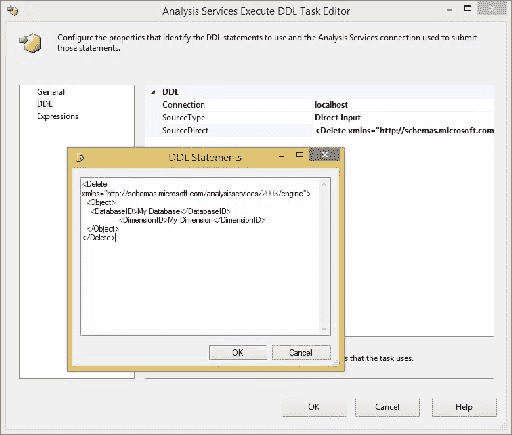 Analysis Services Execute DDL Task Editor
Configure the properties that identify the DDL statements to use and the Analysis Services connection used to submit
those statements.
General
DDL
Expressions
DDL
Connection localhost
SourceType Direct Input
SourceDirect <Delete xmlns="http://schemas.microsoft.com
DDL Statements
<Delete
xmlns="http://schemas.microsoft.com/analysisservices/2003/engine">
<Object>
<DatabaseID>My Database</DatabaseID>
<DimensionID>My Dimension</DimensionID>
</Object>
</Delete>
OK Cancel
s that the task uses.
OK Cancel Help